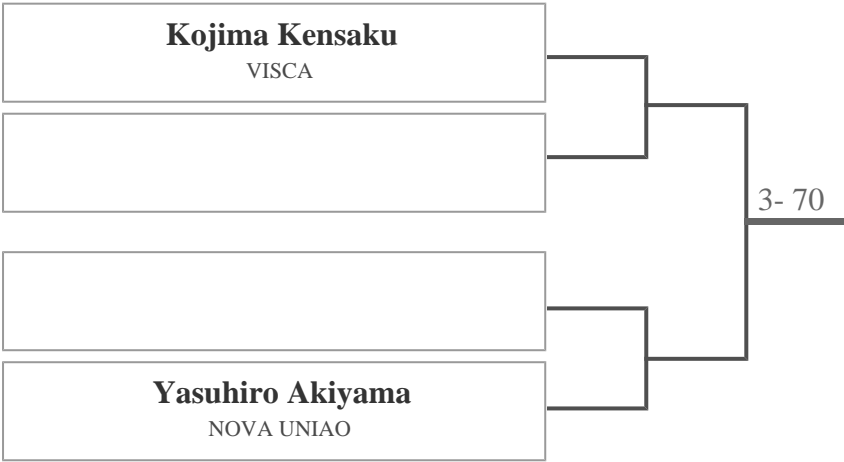 Kojima Kensaku
VISCA
3- 70
Yasuhiro Akiyama
NOVA UNIAO